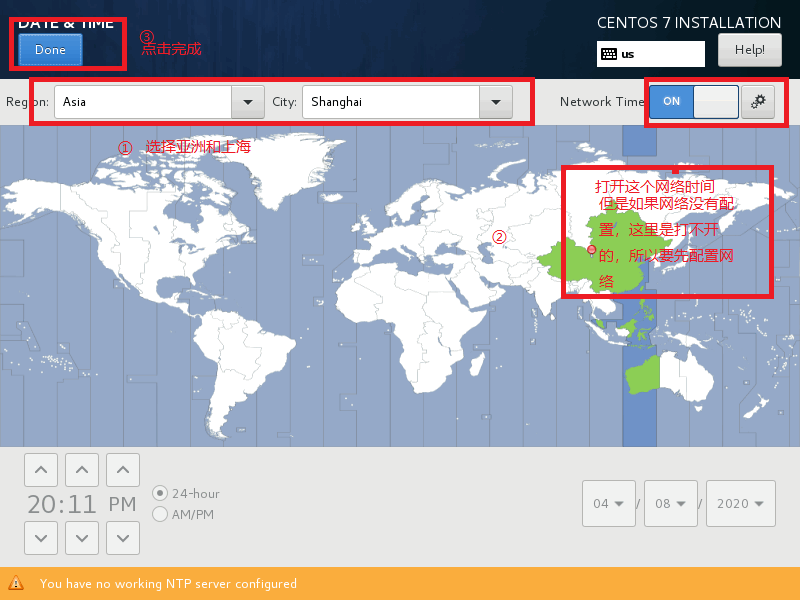 DATE & TIME
CENTOS 7 INSTALLATION
Done
③
点击完成
us
Help!
Region:
Asia
City:
Shanghai
Network Time
ON
① 选择亚洲和上海
②
打开这个网络时间
但是如果网络没有配
置，这里是打不开
的，所以要先配置网
络
20:11 PM
24-hour
AM/PM
04 / 08 / 2020
You have no working NTP server configured